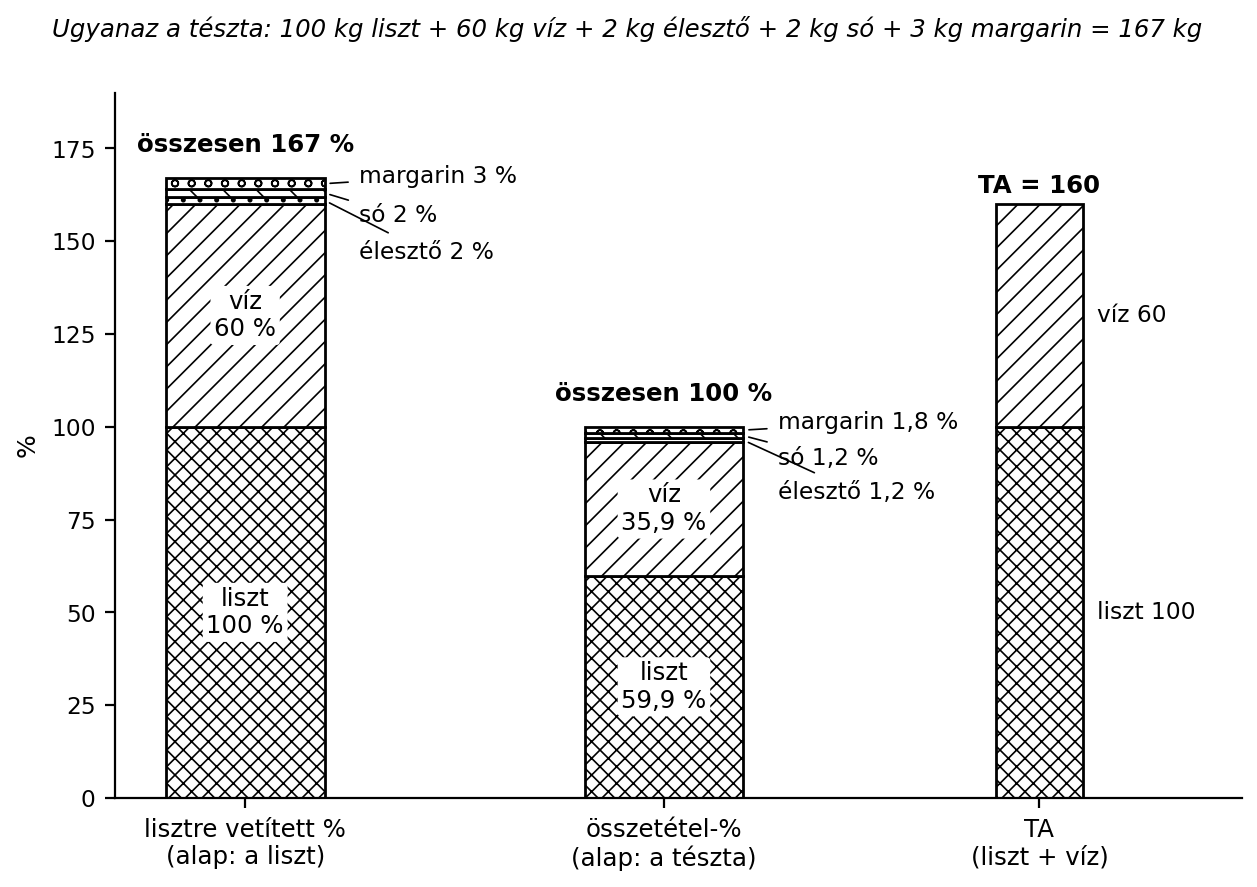 Ugyanaz a tészta: 100 kg liszt + 60 kg víz + 2 kg élesztő + 2 kg só + 3 kg margarin = 167 kg
%
175
150
125
100
75
50
25
0
összesen 167 %
margarin 3 %
só 2 %
élesztő 2 %
víz
60 %
liszt
100 %
összesen 100 %
margarin 1,8 %
só 1,2 %
élesztő 1,2 %
víz
35,9 %
liszt
59,9 %
TA = 160
víz 60
liszt 100
lisztre vetített %
(alap: a liszt)
összététel-%
(alap: a tészta)
TA
(liszt + víz)